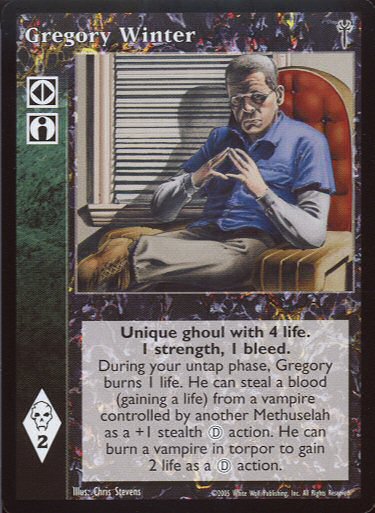 Gregory Winter
Unique ghoul with 4 life.
1 strength, 1 bleed.
During your untap phase, Gregory
burns 1 life. He can steal a blood
(gaining a life) from a vampire
controlled by another Methuselah
as a +1 stealth Ⓓ action. He can
burn a vampire in torpor to gain
2 life as a Ⓓ action.
2
Illus: Chris Stevens
©2005 White Wolf Publishing, Inc. All Rights Reserved